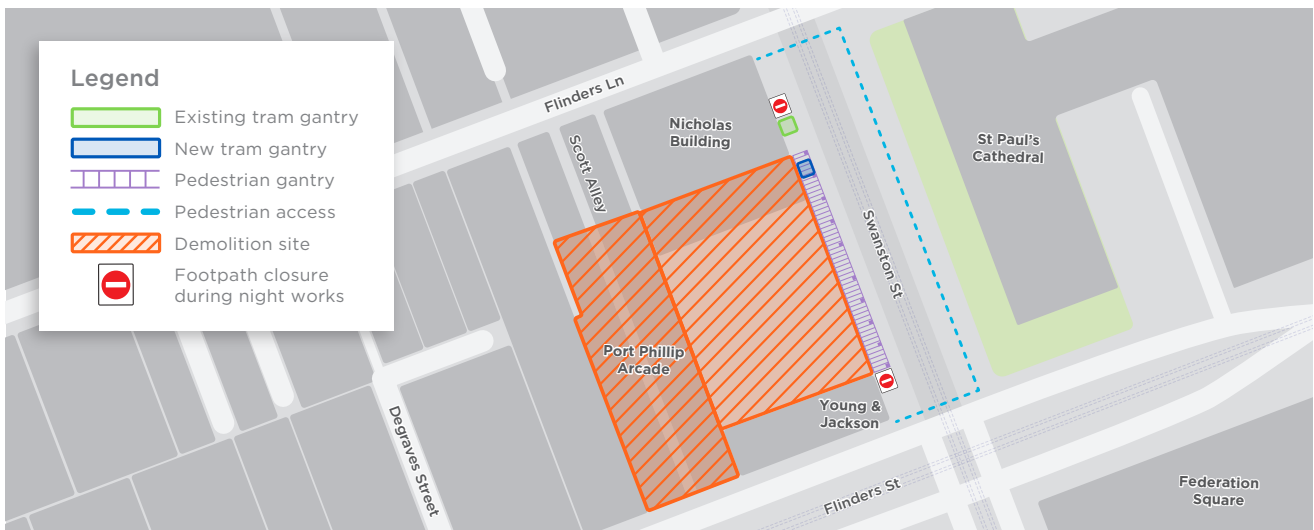 Legend
Existing tram gantry
New tram gantry
Pedestrian gantry
Pedestrian access
Demolition site
Footpath closure
during night works
Flinders Ln
Scott Alley
Nicholas
Building
St Paul's
Cathedral
Swanston St
Port Phillip
Arcade
Young &
Jackson
Degraves Street
Flinders St
Federation
Square